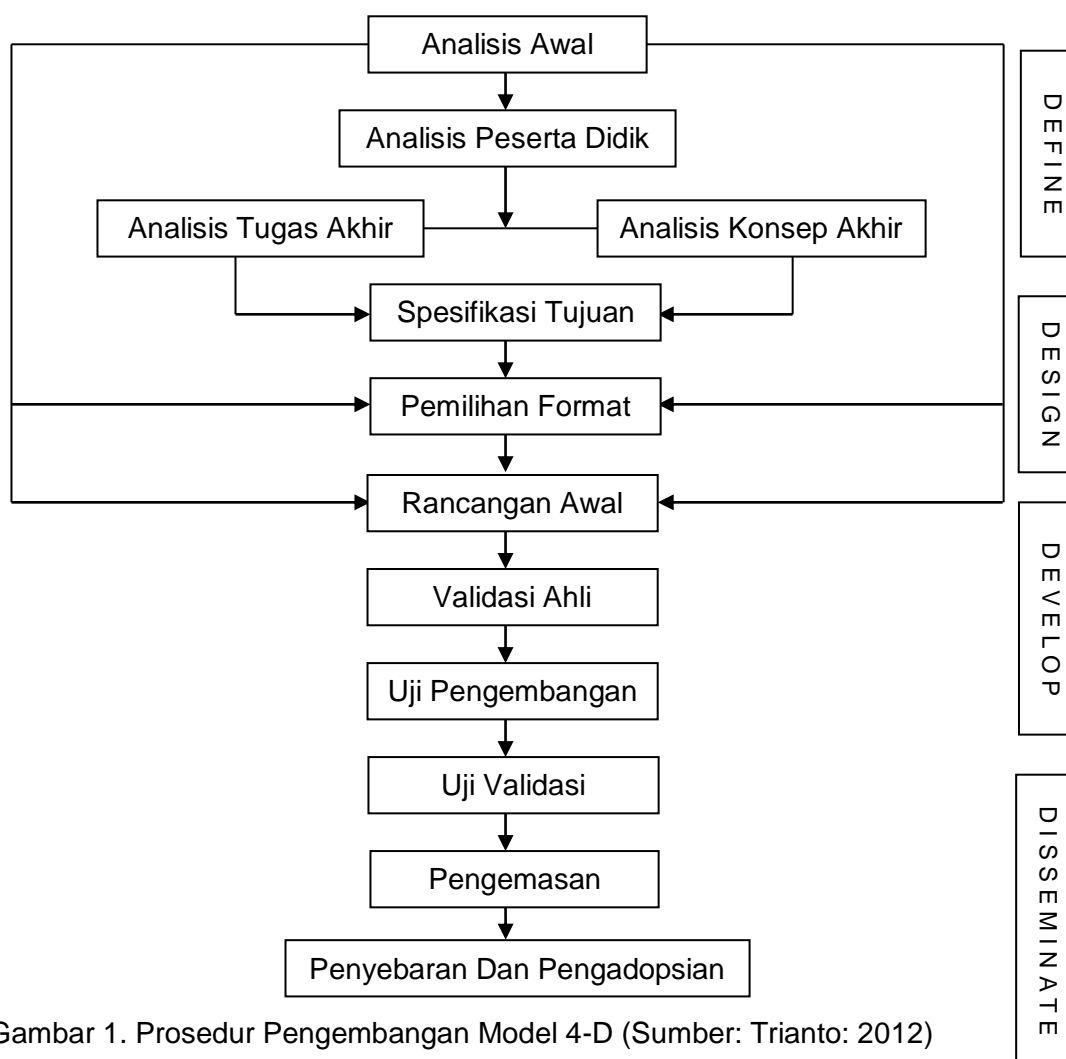 Analisis Awal
Analisis Peserta Didik
Analisis Tugas Akhir
Analisis Konsep Akhir
Spesifikasi Tujuan
Pemilihan Format
Rancangan Awal
Validasi Ahli
Uji Pengembangan
Uji Validasi
Pengemasan
Penyebaran Dan Pengadopsian
DEFINE
DESIGN
DEVELOP
DISSEMINATE
Gambar 1. Prosedur Pengembangan Model 4-D (Sumber: Trianto: 2012)